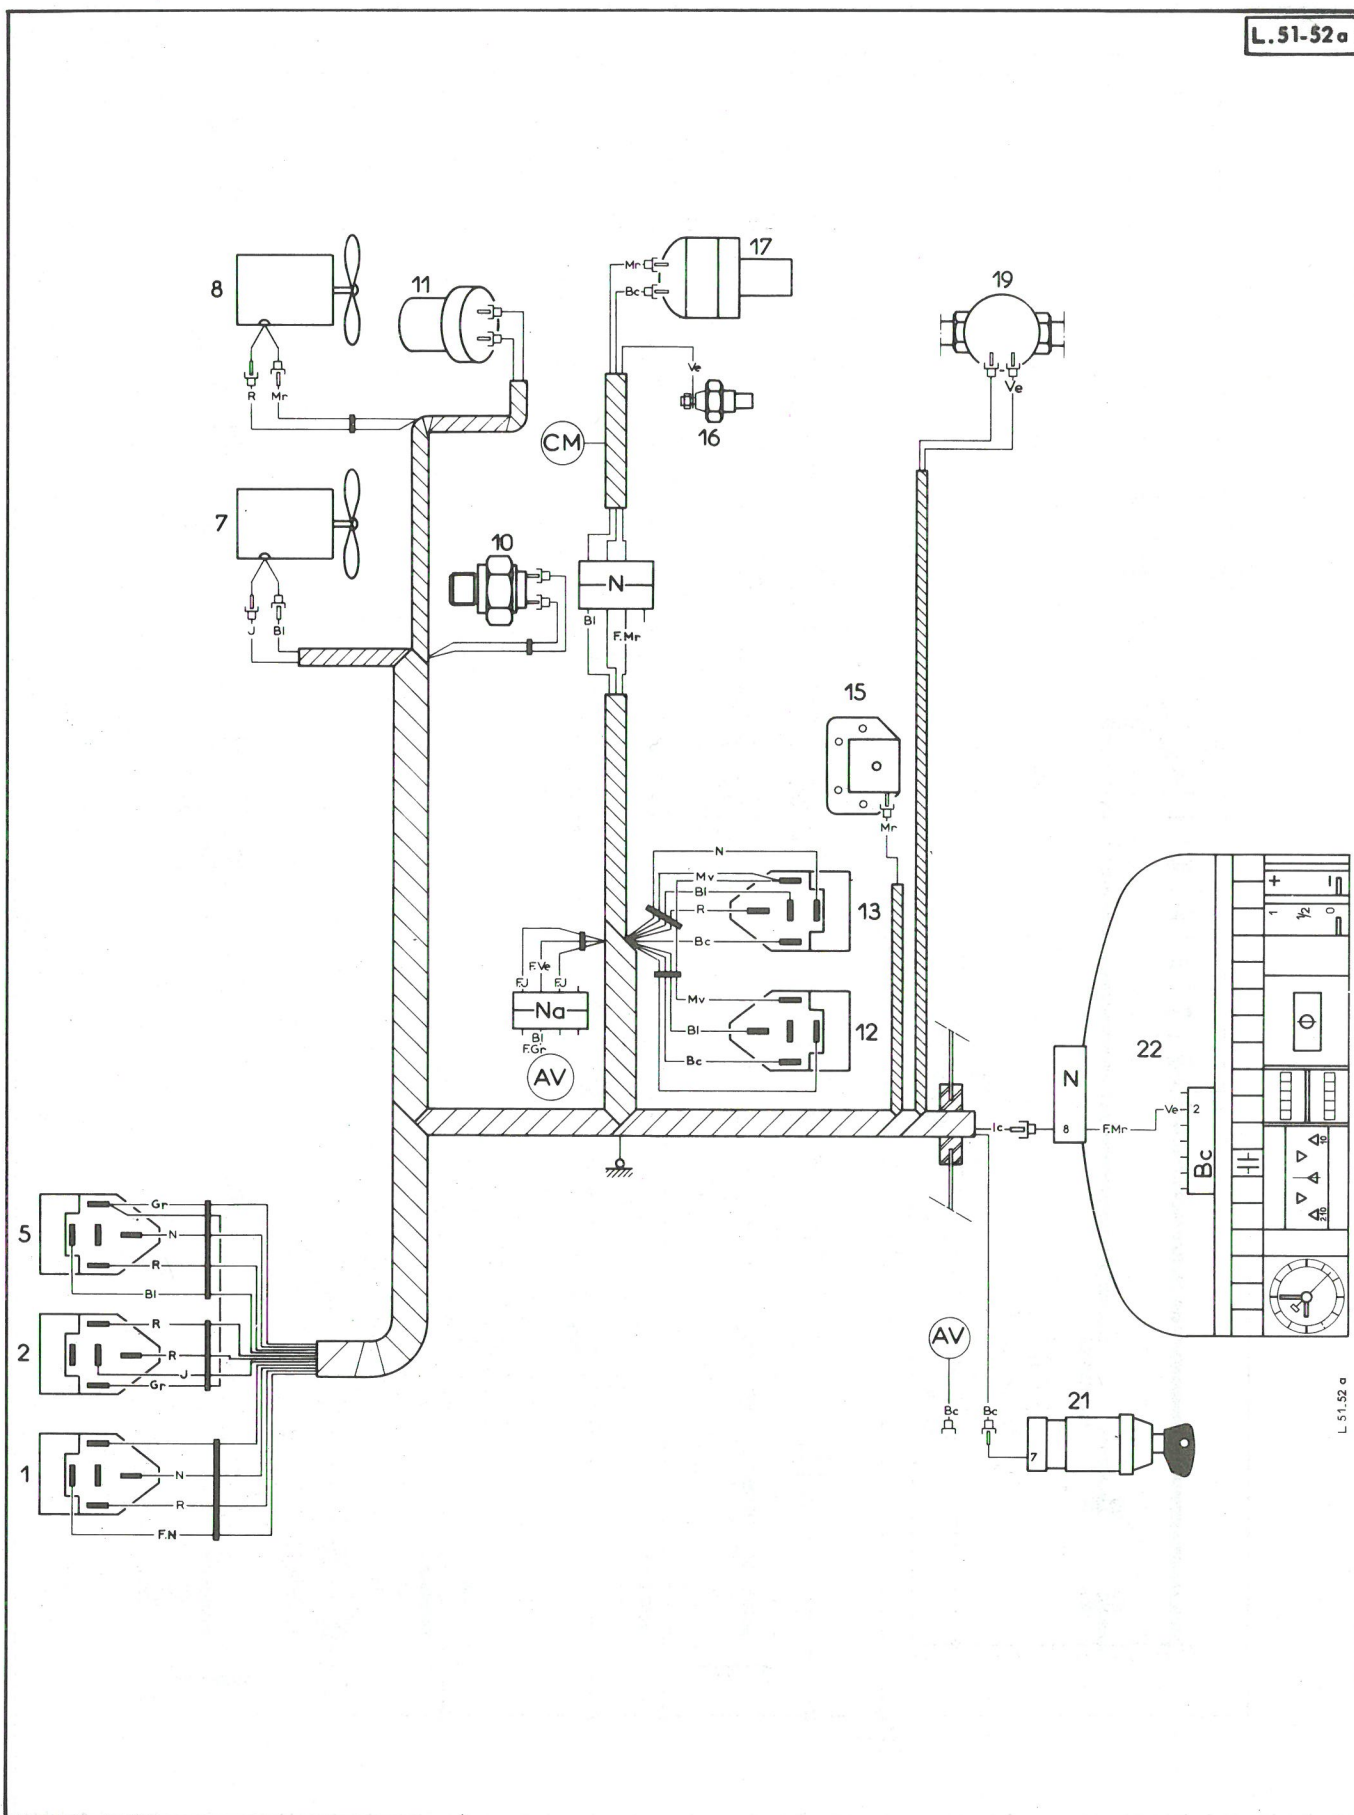 L.51-52a
8
R
Mr
11
Mr
Bc
17
Ve
16
CM
19
Ve
7
J
Bl
10
N
Bl
F.Mr
15
Mr
N
Mv
Bl
R
Bc
13
F.J
F.Ve
F.J
Na
Bl
F.Gr
AV
Mv
Bl
Bc
12
22
N
8
Ic
F.Mr
Ve
2
Bc
+
−
1
1/2
0
10
210
5
Gr
N
R
Bl
2
R
R
J
Gr
1
N
R
F.N
AV
Bc
Bc
21
7
L 51.52 a